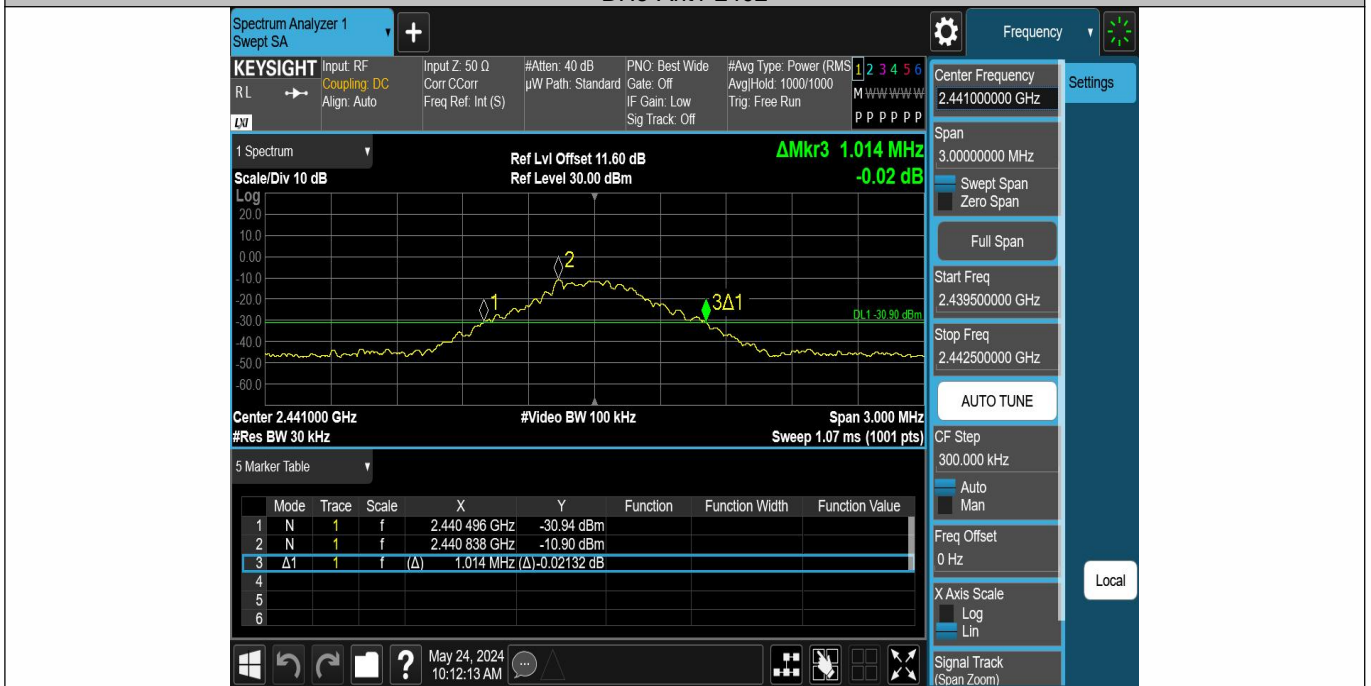 Spectrum Analyzer 1
Swept SA
Frequency
KEYSIGHT
RL
LXI
Input: RF
Coupling: DC
Align: Auto
Input Z: 50 Ω
Corr CCorr
Freq Ref: Int (S)
#Atten: 40 dB
µW Path: Standard
PNO: Best Wide
Gate: Off
IF Gain: Low
Sig Track: Off
#Avg Type: Power (RMS
Avg|Hold: 1000/1000
Trig: Free Run
1 2 3 4 5 6
M W W W W W
P P P P P P
1 Spectrum
Scale/Div 10 dB
Ref Lvl Offset 11.60 dB
Ref Level 30.00 dBm
ΔMkr3 1.014 MHz
-0.02 dB
Log
20.0
10.0
0.00
-10.0
-20.0
-30.0
-40.0
-50.0
-60.0
1
2
3Δ1
DL1 -30.90 dBm
Center 2.441000 GHz
#Video BW 100 kHz
Span 3.000 MHz
#Res BW 30 kHz
Sweep 1.07 ms (1001 pts)
5 Marker Table
Mode Trace Scale X Y Function Function Width Function Value
1 N 1 f 2.440 496 GHz -30.94 dBm
2 N 1 f 2.440 838 GHz -10.90 dBm
3 Δ1 1 f (Δ) 1.014 MHz (Δ) -0.02132 dB
4
5
6
May 24, 2024
10:12:13 AM
Center Frequency
2.441000000 GHz
Settings
Span
3.00000000 MHz
Swept Span
Zero Span
Full Span
Start Freq
2.439500000 GHz
Stop Freq
2.442500000 GHz
AUTO TUNE
CF Step
300.000 kHz
Auto
Man
Freq Offset
0 Hz
X Axis Scale
Log
Lin
Local
Signal Track
(Span Zoom)